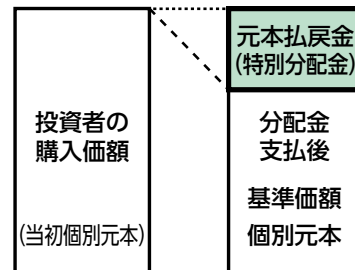 投資者の
購入価額
(当初個別元本)
元本払戻金
(特別分配金)
分配金
支払後
基準価額
個別元本